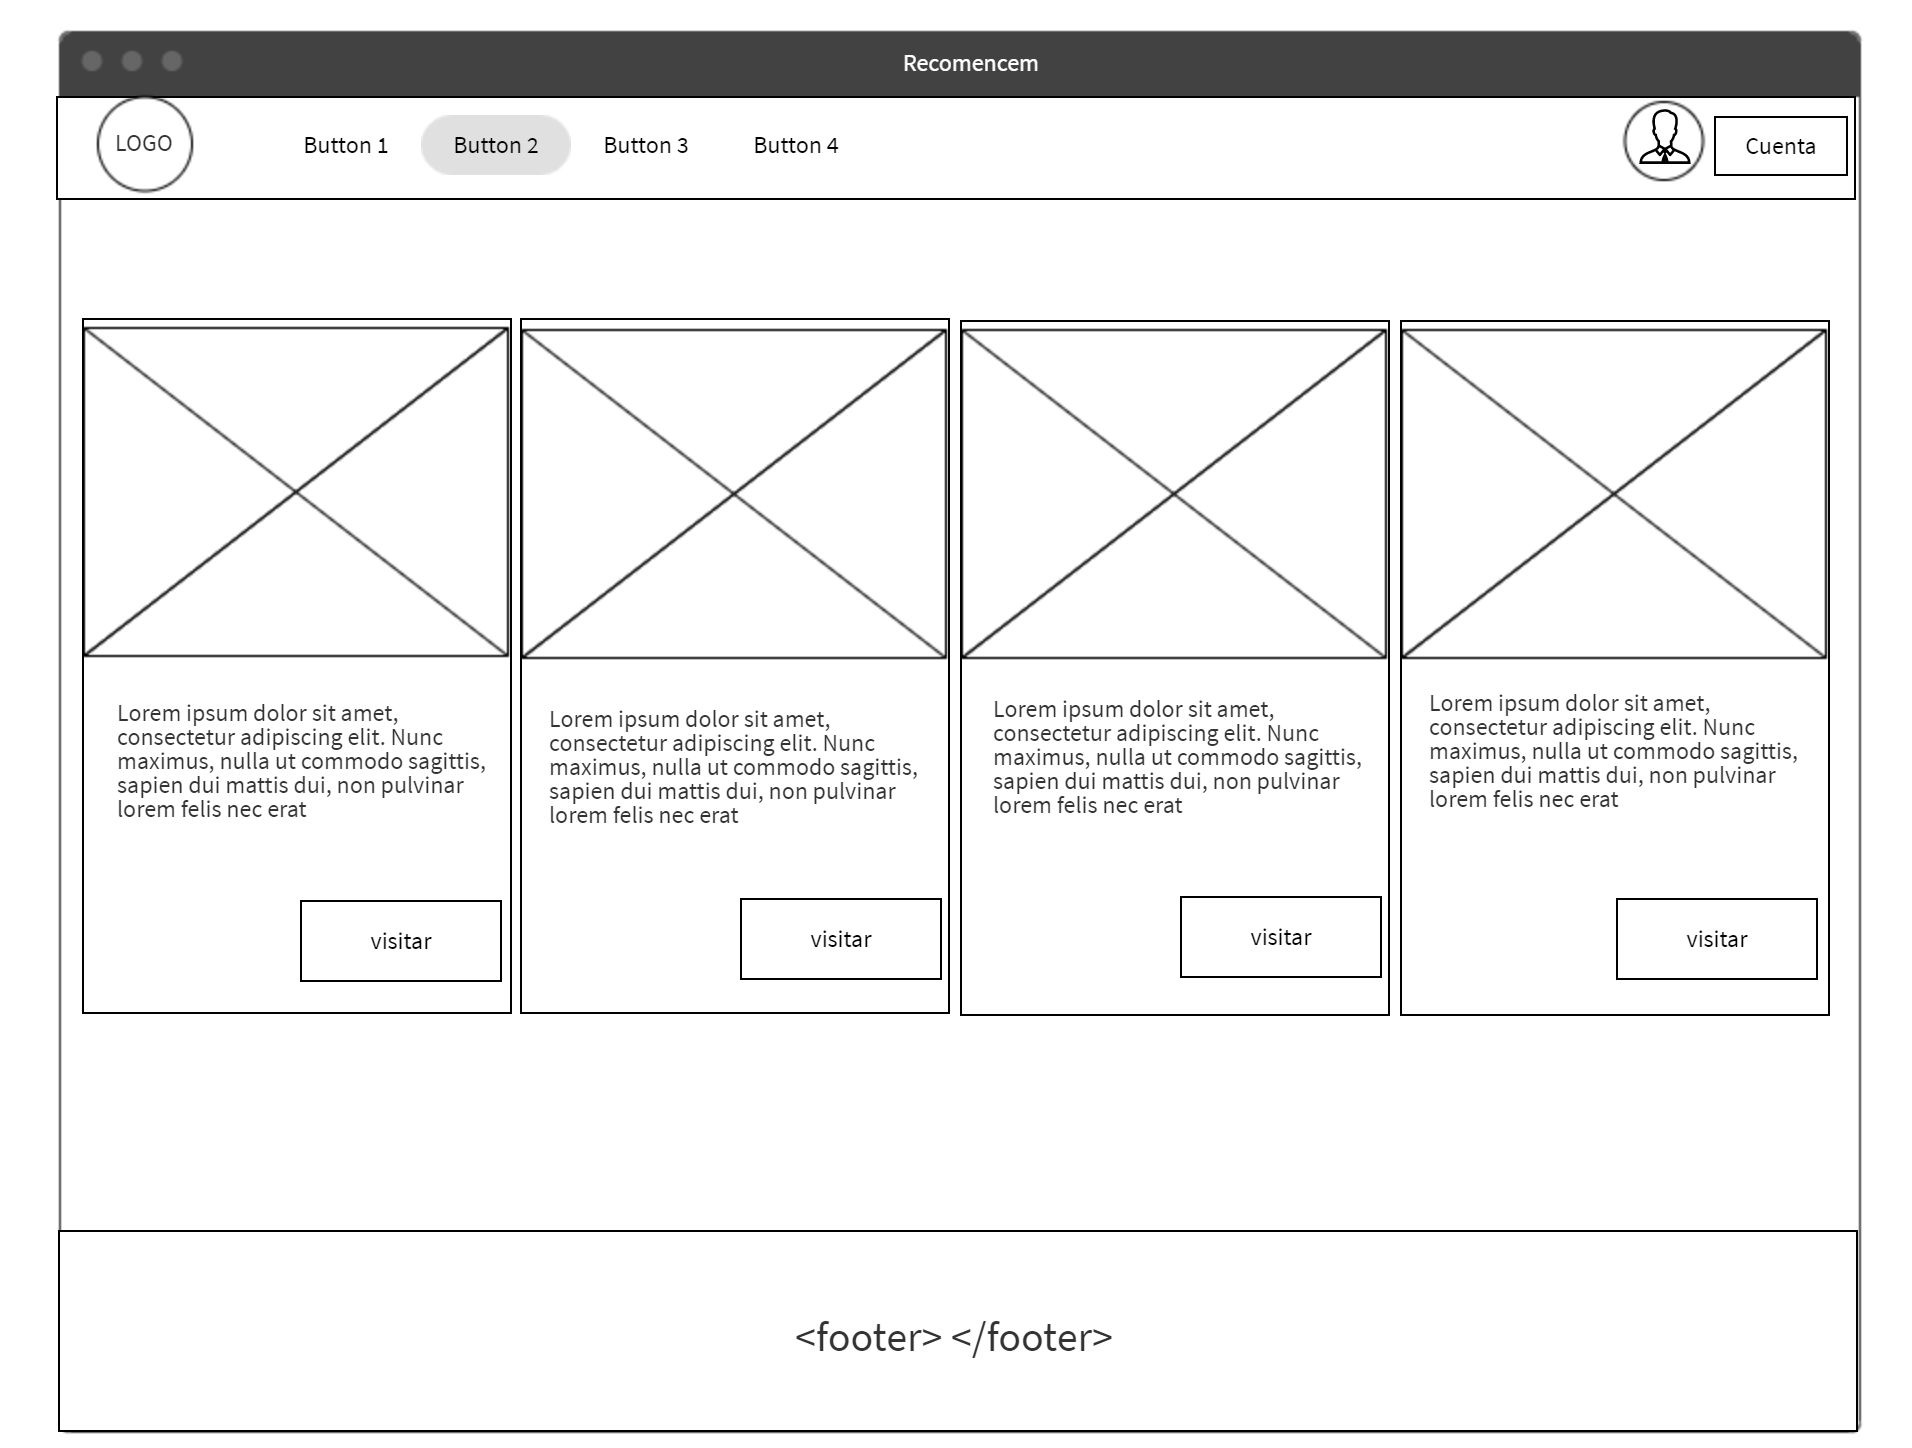 Recomencem
LOGO
Button 1
Button 2
Button 3
Button 4
Cuenta
Lorem ipsum dolor sit amet,
consectetur adipiscing elit. Nunc
maximus, nulla ut commodo sagittis,
sapien dui mattis dui, non pulvinar
lorem felis nec erat
visitar
Lorem ipsum dolor sit amet,
consectetur adipiscing elit. Nunc
maximus, nulla ut commodo sagittis,
sapien dui mattis dui, non pulvinar
lorem felis nec erat
visitar
Lorem ipsum dolor sit amet,
consectetur adipiscing elit. Nunc
maximus, nulla ut commodo sagittis,
sapien dui mattis dui, non pulvinar
lorem felis nec erat
visitar
Lorem ipsum dolor sit amet,
consectetur adipiscing elit. Nunc
maximus, nulla ut commodo sagittis,
sapien dui mattis dui, non pulvinar
lorem felis nec erat
visitar
<footer> </footer>